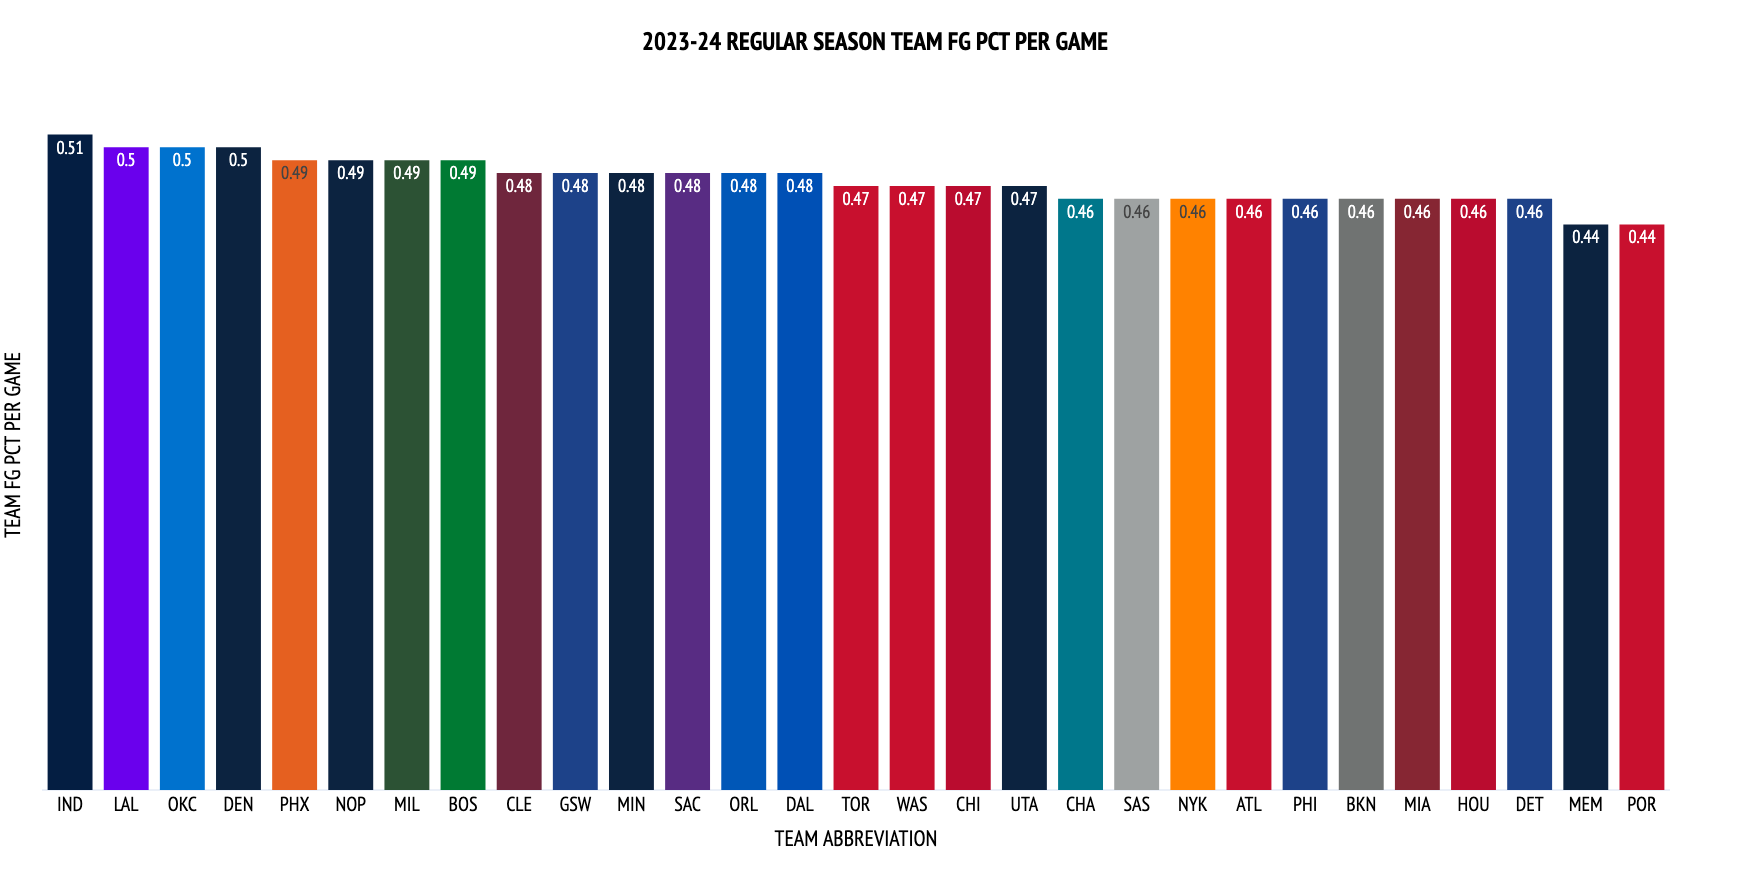 2023-24 REGULAR SEASON TEAM FG PCT PER GAME
TEAM FG PCT PER GAME
0.51 0.5 0.5 0.5 0.49 0.49 0.49 0.49 0.48 0.48 0.48 0.48 0.48 0.48 0.47 0.47 0.47 0.47 0.46 0.46 0.46 0.46 0.46 0.46 0.46 0.46 0.46 0.44 0.44
IND LAL OKC DEN PHX NOP MIL BOS CLE GSW MIN SAC ORL DAL TOR WAS CHI UTA CHA SAS NYK ATL PHI BKN MIA HOU DET MEM POR
TEAM ABBREVIATION